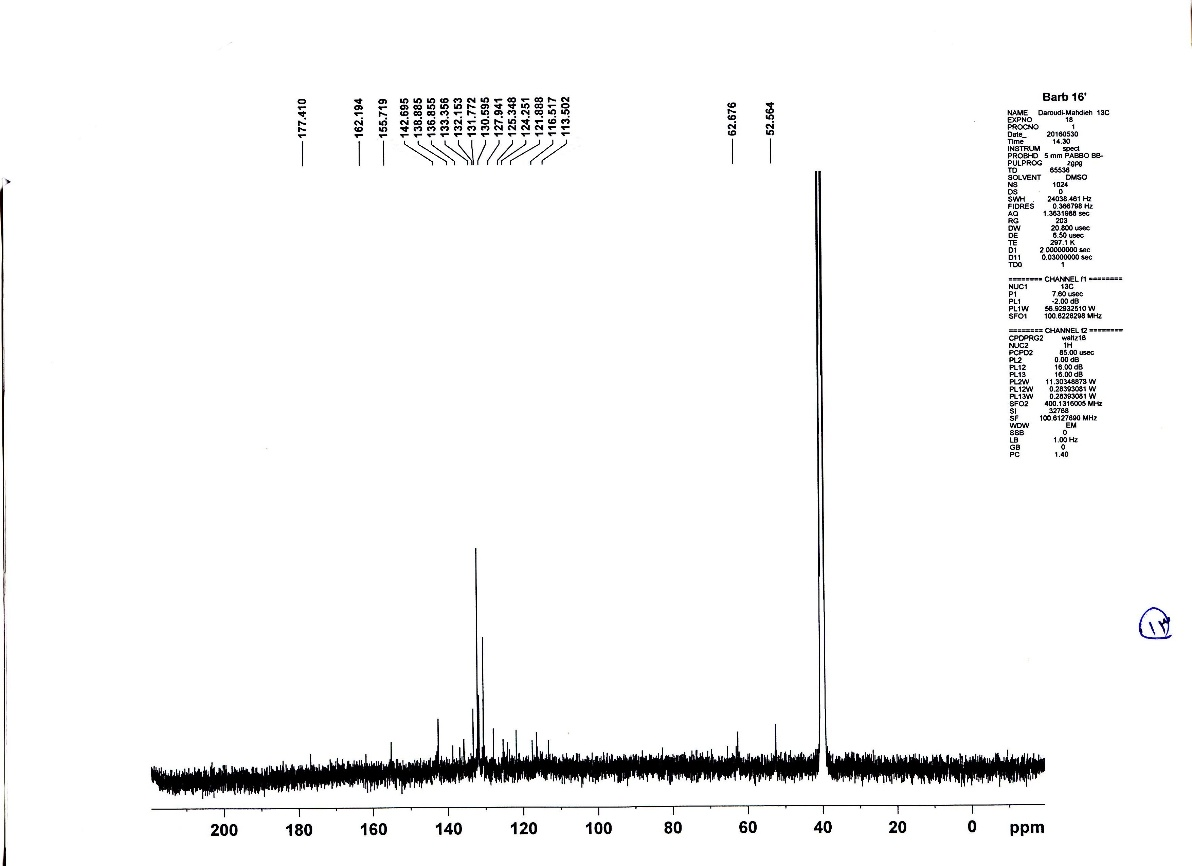 177.410
162.194
155.719
142.695
138.885
136.855
133.356
132.153
131.772
130.595
127.941
125.348
124.251
121.888
116.517
113.502
62.676
52.564
Barb 16'
NAME Daroudi-Mahdieh 13C
EXPNO 16
PROCNO 1
Date_ 20160530
Time 14.30
INSTRUM spect
PROBHD 5 mm PABBO BB-
PULPROG zgpg
TD 65536
SOLVENT DMSO
NS 1024
DS 0
SWH 24038.461 Hz
FIDRES 0.366798 Hz
AQ 1.3631988 sec
RG 203
DW 20.800 usec
DE 6.50 usec
TE 297.1 K
D1 2.00000000 sec
D11 0.03000000 sec
TD0 1
======== CHANNEL f1 ========
NUC1 13C
P1 7.60 usec
PL1 -2.00 dB
PL1W 56.92932510 W
SFO1 100.6228298 MHz
======== CHANNEL f2 ========
CPDPRG2 waltz16
NUC2 1H
PCPD2 85.00 usec
PL2 0.00 dB
PL12 16.00 dB
PL13 16.00 dB
PL2W 11.30346873 W
PL12W 0.28393081 W
PL13W 0.28393081 W
SFO2 400.1316005 MHz
SI 32768
SF 100.6127690 MHz
WDW EM
SSB 0
LB 1.00 Hz
GB 0
PC 1.40
۱۳
200 180 160 140 120 100 80 60 40 20 0 ppm